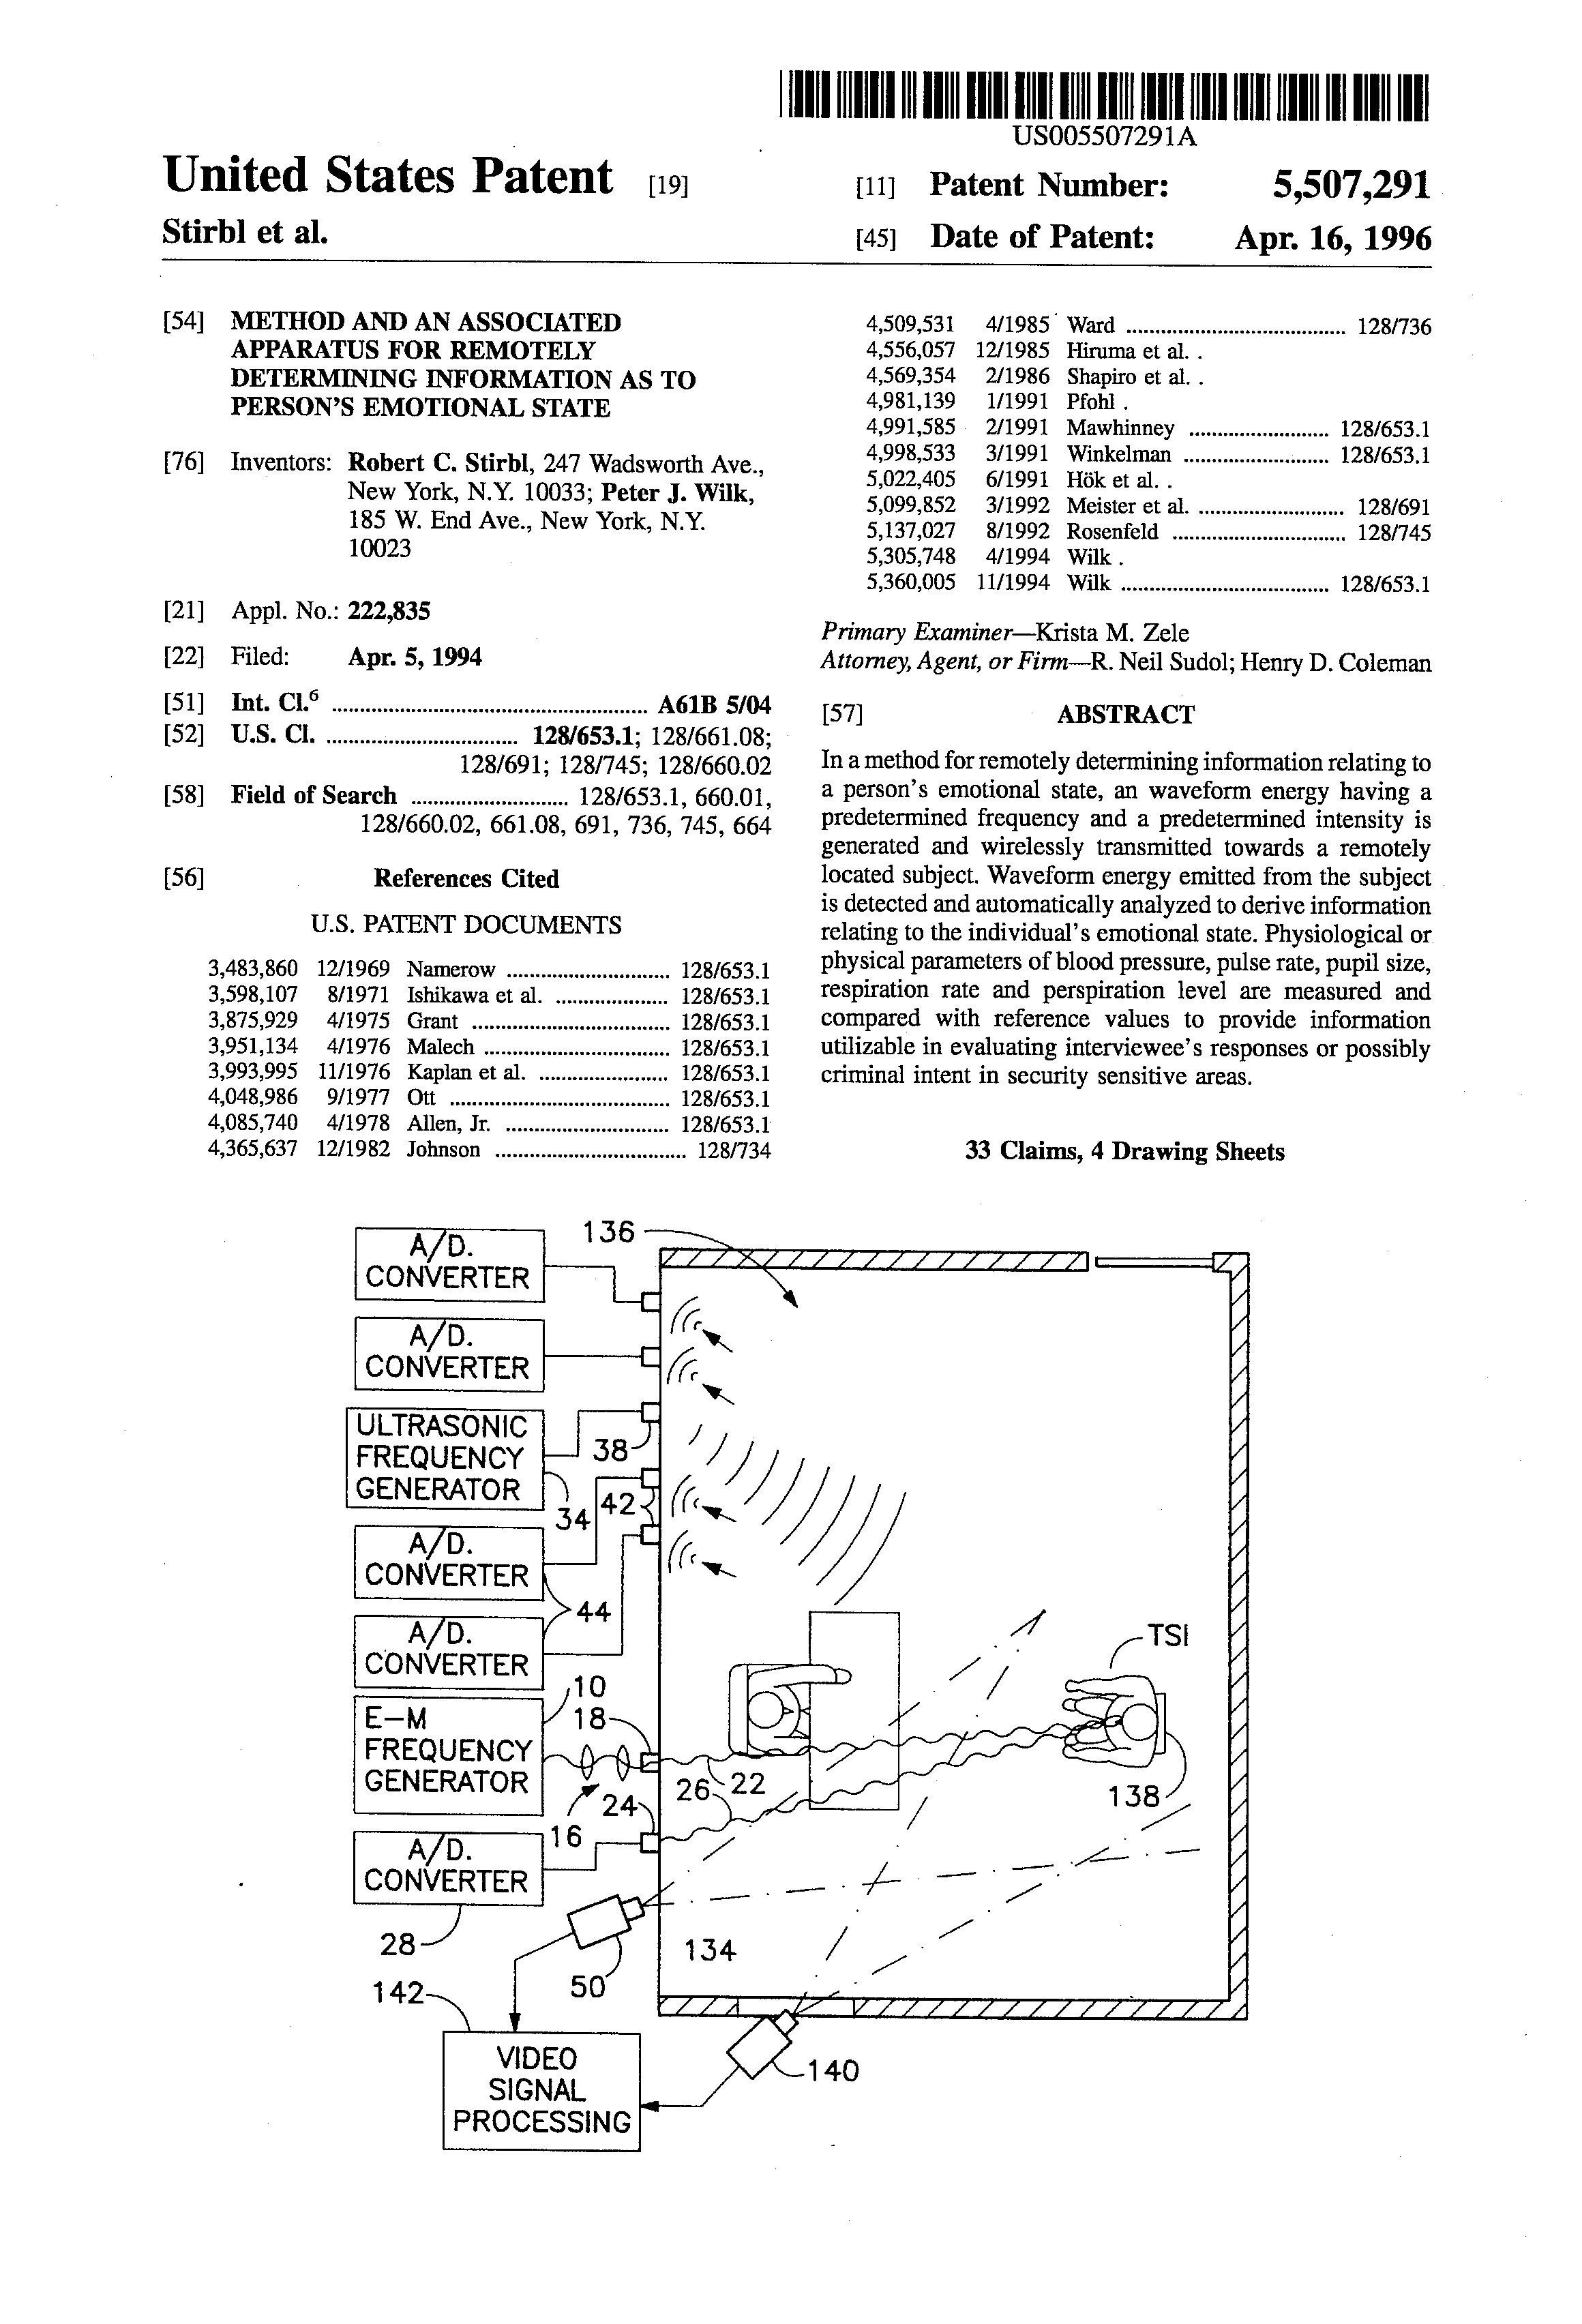 US005507291A
United States Patent [19]
Stirbl et al.
[11] Patent Number: 5,507,291
[45] Date of Patent: Apr. 16, 1996
[54] METHOD AND AN ASSOCIATED
APPARATUS FOR REMOTELY
DETERMINING INFORMATION AS TO
PERSON'S EMOTIONAL STATE
[76] Inventors: Robert C. Stirbl, 247 Wadsworth Ave.,
New York, N.Y. 10033; Peter J. Wilk,
185 W. End Ave., New York, N.Y.
10023
[21] Appl. No.: 222,835
[22] Filed: Apr. 5, 1994
[51] Int. Cl.6 ........................ A61B 5/04
[52] U.S. Cl. ........................ 128/653.1; 128/661.08;
128/691; 128/745; 128/660.02
[58] Field of Search ........................ 128/653.1, 660.01,
128/660.02, 661.08, 691, 736, 745, 664
[56] References Cited
U.S. PATENT DOCUMENTS
3,483,860 12/1969 Namerow ........................ 128/653.1
3,598,107 8/1971 Ishikawa et al. ........................ 128/653.1
3,875,929 4/1975 Grant ........................ 128/653.1
3,951,134 4/1976 Malech ........................ 128/653.1
3,993,995 11/1976 Kaplan et al. ........................ 128/653.1
4,048,986 9/1977 Ott ........................ 128/653.1
4,085,740 4/1978 Allen, Jr. ........................ 128/653.1
4,365,637 12/1982 Johnson ........................ 128/734
4,509,531 4/1985 Ward ........................ 128/736
4,556,057 12/1985 Hiruma et al. .
4,569,354 2/1986 Shapiro et al. .
4,981,139 1/1991 Pfohl .
4,991,585 2/1991 Mawhinney ........................ 128/653.1
4,998,533 3/1991 Winkelman ........................ 128/653.1
5,022,405 6/1991 Hök et al. .
5,099,852 3/1992 Meister et al. ........................ 128/691
5,137,027 8/1992 Rosenfeld ........................ 128/745
5,305,748 4/1994 Wilk .
5,360,005 11/1994 Wilk ........................ 128/653.1
Primary Examiner—Krista M. Zele
Attorney, Agent, or Firm—R. Neil Sudol; Henry D. Coleman
[57] ABSTRACT
In a method for remotely determining information relating to
a person's emotional state, an waveform energy having a
predetermined frequency and a predetermined intensity is
generated and wirelessly transmitted towards a remotely
located subject. Waveform energy emitted from the subject
is detected and automatically analyzed to derive information
relating to the individual's emotional state. Physiological or
physical parameters of blood pressure, pulse rate, pupil size,
respiration rate and perspiration level are measured and
compared with reference values to provide information
utilizable in evaluating interviewee's responses or possibly
criminal intent in security sensitive areas.
33 Claims, 4 Drawing Sheets
136
A/D.
CONVERTER
A/D.
CONVERTER
ULTRASONIC
FREQUENCY
GENERATOR
38
34
42
A/D.
CONVERTER
44
A/D.
CONVERTER
TSI
10
E-M
FREQUENCY
GENERATOR
18
16
26
22
24
138
A/D.
CONVERTER
28
50
134
142
VIDEO
SIGNAL
PROCESSING
140